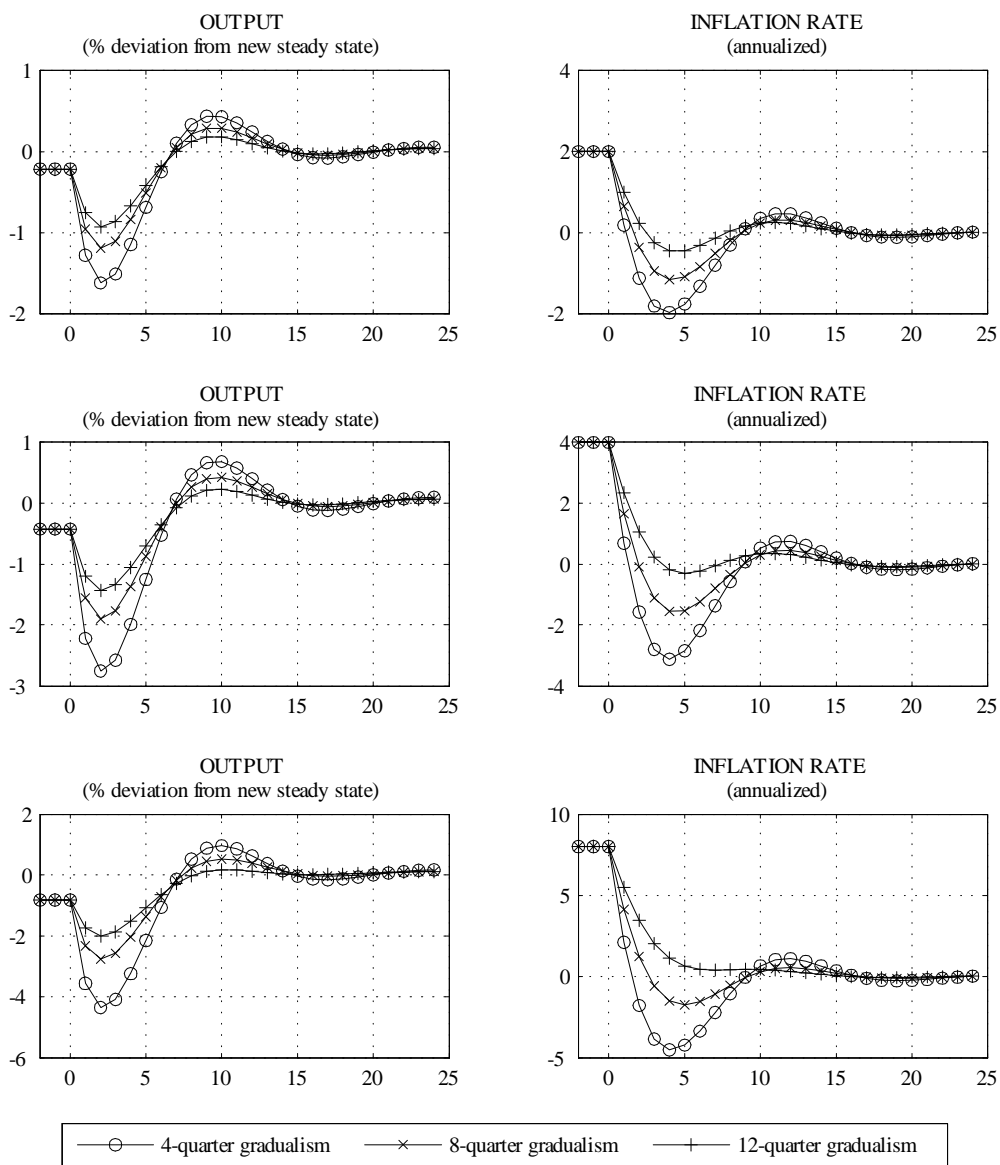 OUTPUT
(% deviation from new steady state)
1
0
-1
-2
0 5 10 15 20 25
INFLATION RATE
(annualized)
4
2
0
-2
0 5 10 15 20 25
OUTPUT
(% deviation from new steady state)
1
0
-1
-2
-3
0 5 10 15 20 25
INFLATION RATE
(annualized)
4
2
0
-2
-4
0 5 10 15 20 25
OUTPUT
(% deviation from new steady state)
2
0
-2
-4
-6
0 5 10 15 20 25
INFLATION RATE
(annualized)
10
5
0
-5
0 5 10 15 20 25
4-quarter gradualism 8-quarter gradualism 12-quarter gradualism